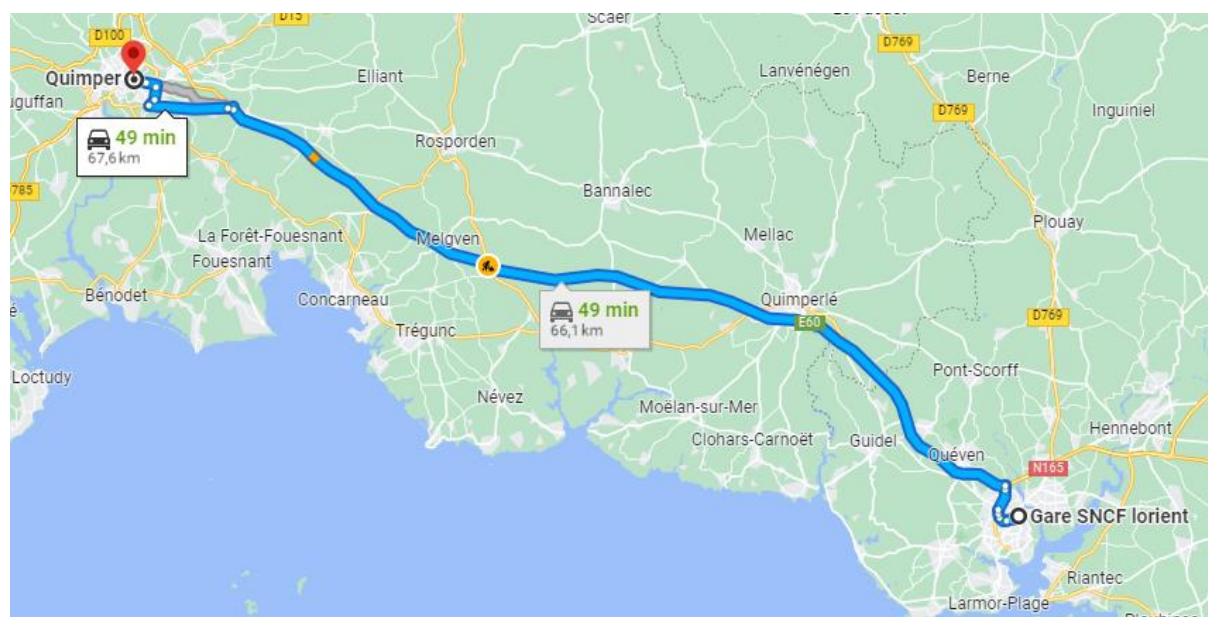 Scaër
D15
D100
D769
Lanvénégen
Berne
Quimper
Elliant
uguffan
D769
Inguiniel
49 min
67,6 km
Rosporden
785
Bannalec
Plouay
La Forêt-Fouesnant
Melgven
Mellac
Fouesnant
Bénodet
Concarneau
Quimperlé
49 min
66,1 km
E60
D769
Trégunc
Loctudy
Pont-Scorff
Névez
Moëlan-sur-Mer
Hennebont
Clohars-Carnoët
Guidel
Quéven
N165
Gare SNCF lorient
Riantec
Larmor-Plage